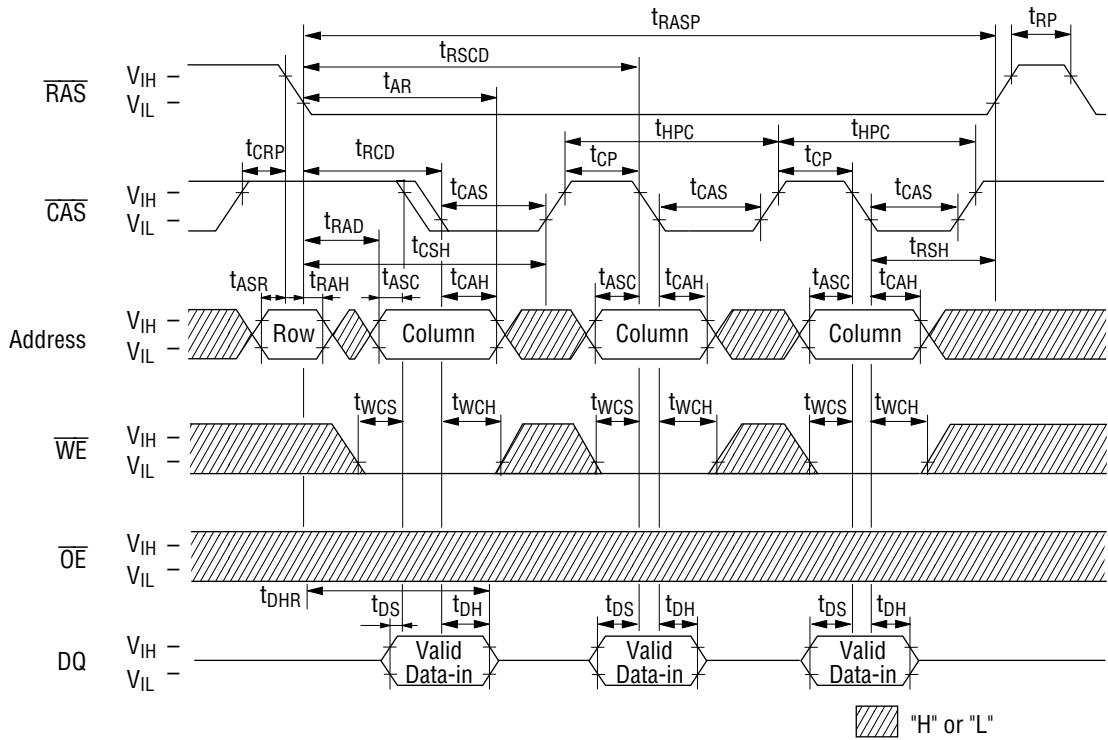 tRASP
tRP
tRSCD
tAR
RAS
VIH
VIL
tHPC
tHPC
tCRP
tRCD
tCP
tCP
CAS
VIH
VIL
tCAS
tCAS
tCAS
tRAD
tCSH
tRSH
tASR
tRAH
tASC
tCAH
tASC
tCAH
tASC
tCAH
Address
VIH
VIL
Row
Column
Column
Column
tWCS
tWCH
tWCS
tWCH
tWCS
tWCH
WE
VIH
VIL
OE
VIH
VIL
tDHR
tDS
tDH
tDS
tDH
tDS
tDH
DQ
VIH
VIL
Valid
Data-in
Valid
Data-in
Valid
Data-in
"H" or "L"